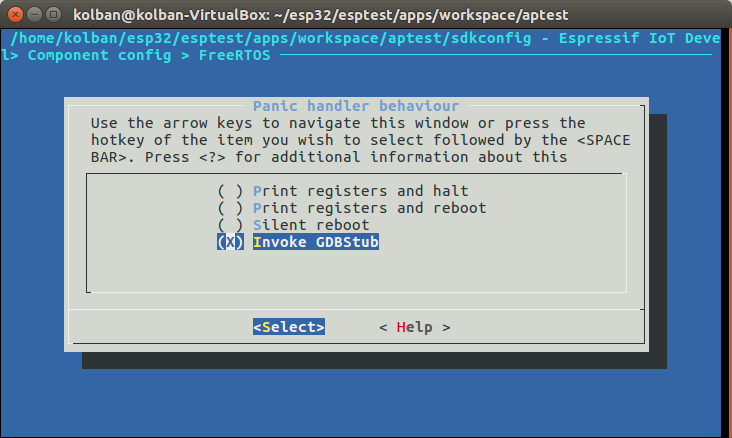 kolban@kolban-VirtualBox: ~/esp32/esptest/apps/workspace/aptest
/home/kolban/esp32/esptest/apps/workspace/aptest/sdkconfig - Espressif IoT Deve
l> Component config > FreeRTOS
Panic handler behaviour
Use the arrow keys to navigate this window or press the
hotkey of the item you wish to select followed by the <SPACE
BAR>. Press <?> for additional information about this
( ) Print registers and halt
( ) Print registers and reboot
( ) Silent reboot
(X) Invoke GDBStub
<Select> < Help >